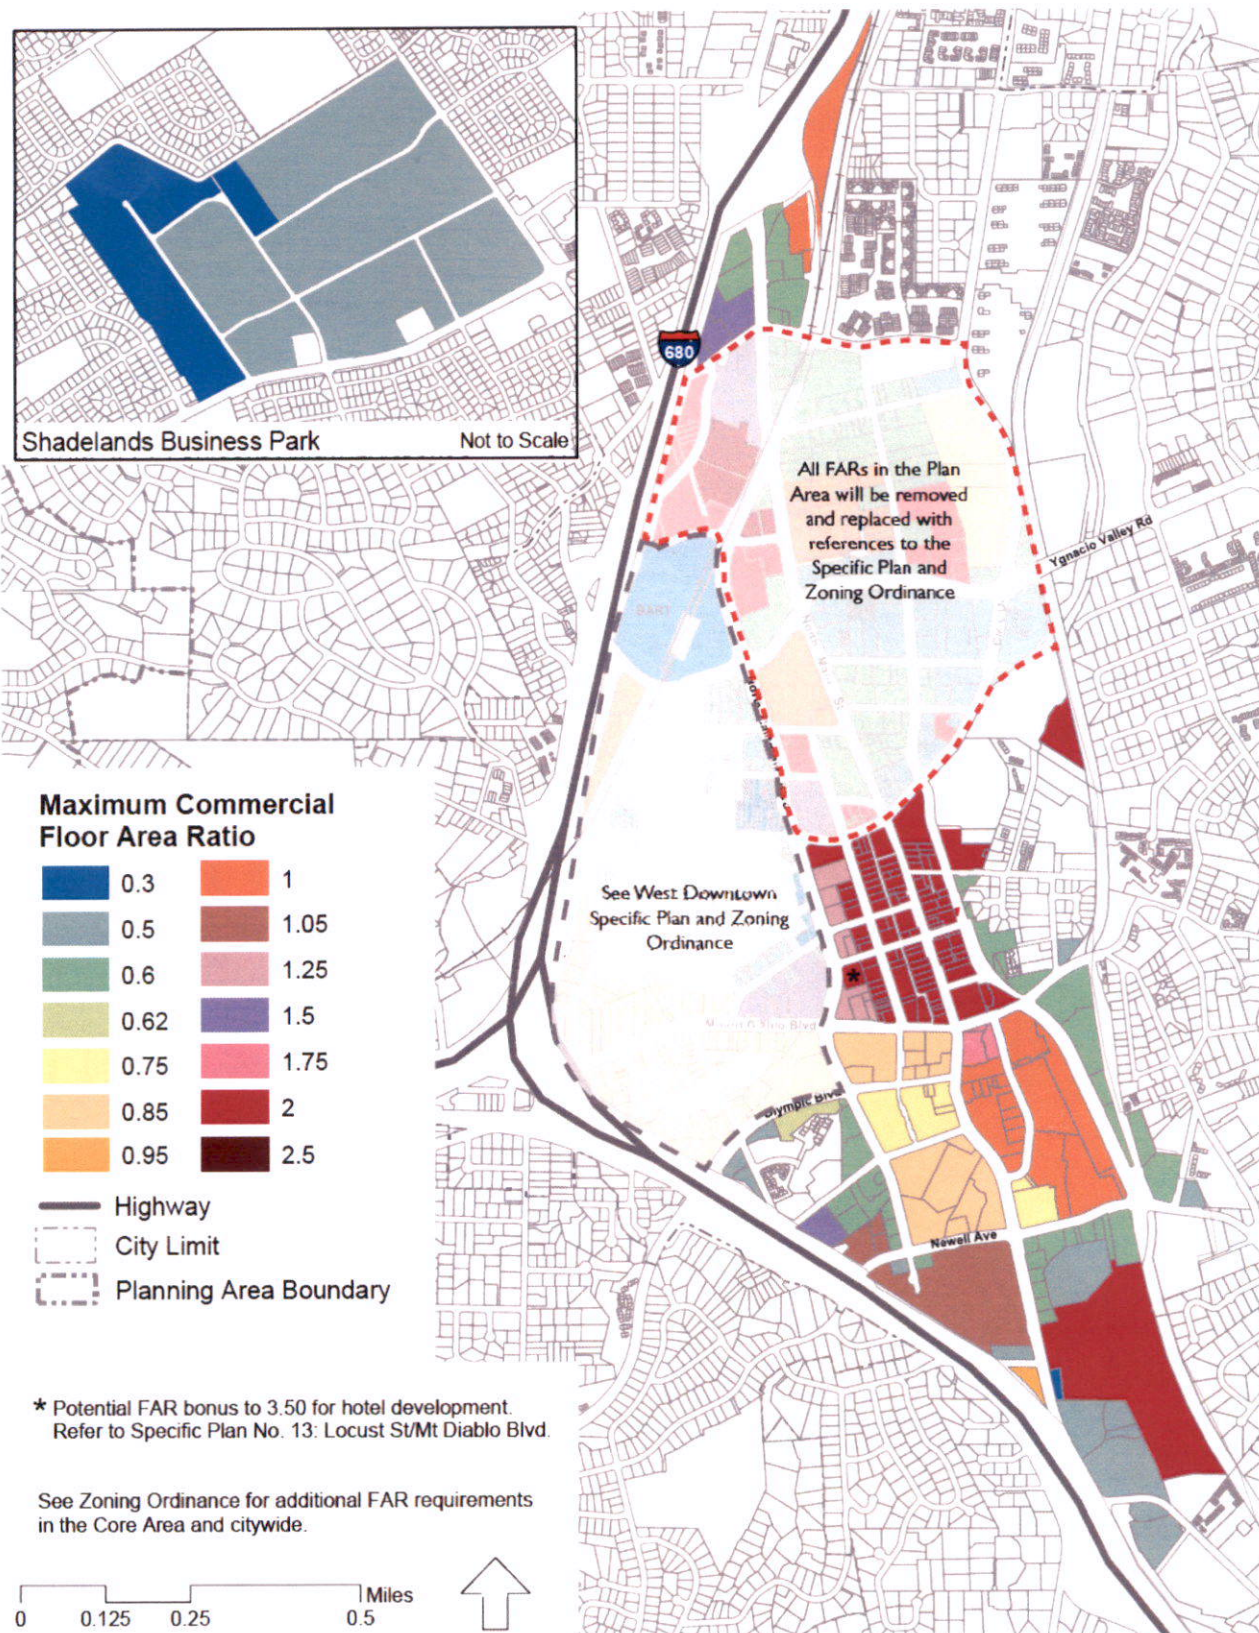 Shadelands Business Park
Not to Scale
680
All FARs in the Plan
Area will be removed
and replaced with
references to the
Specific Plan and
Zoning Ordinance
Ygnacio Valley Rd
BART
See West Downtown
Specific Plan and Zoning
Ordinance
Mount Diablo Blvd
Olympic Blvd
Newell Ave
Maximum Commercial
Floor Area Ratio
0.3
0.5
0.6
0.62
0.75
0.85
0.95
1
1.05
1.25
1.5
1.75
2
2.5
Highway
City Limit
Planning Area Boundary
*
* Potential FAR bonus to 3.50 for hotel development.
Refer to Specific Plan No. 13: Locust St/Mt Diablo Blvd.
See Zoning Ordinance for additional FAR requirements
in the Core Area and citywide.
Miles
0 0.125 0.25 0.5